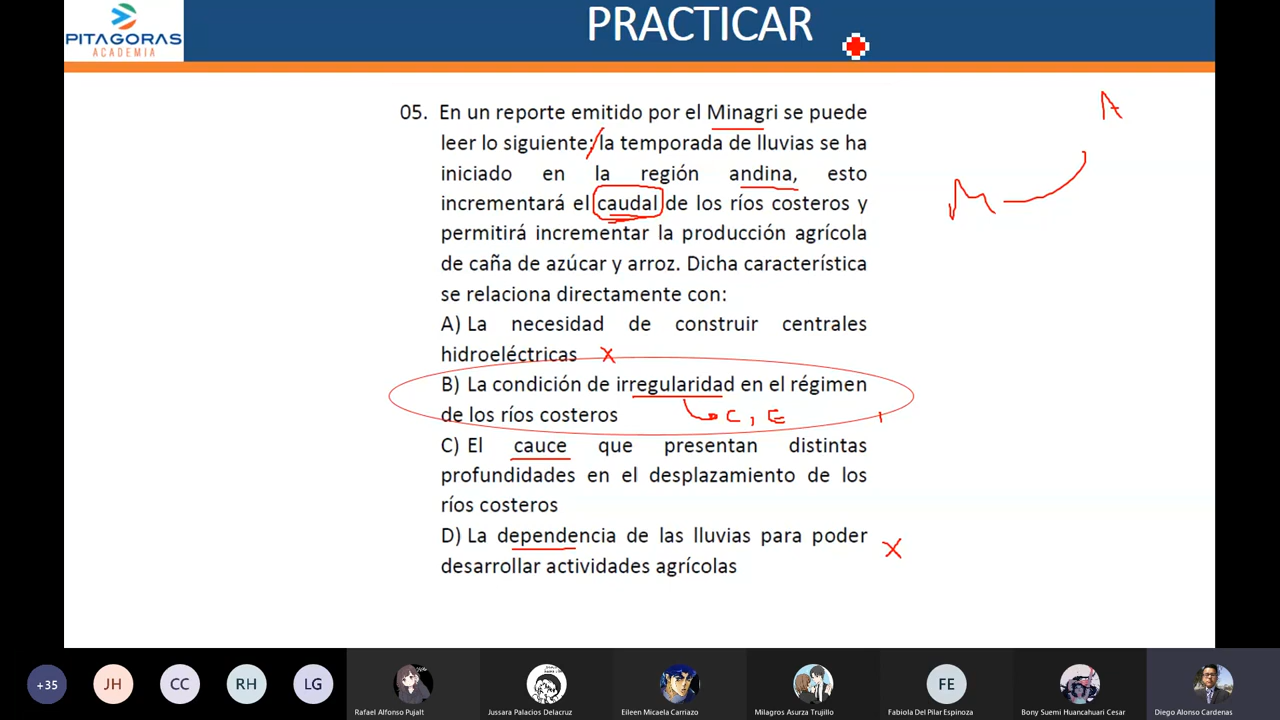 PITAGORAS
ACADEMIA
PRACTICAR
05. En un reporte emitido por el Minagri se puede
leer lo siguiente: la temporada de lluvias se ha
iniciado en la región andina, esto
incrementará el caudal de los ríos costeros y
permitirá incrementar la producción agrícola
de caña de azúcar y arroz. Dicha característica
se relaciona directamente con:
A) La necesidad de construir centrales
hidroeléctricas X
B) La condición de irregularidad en el régimen
de los ríos costeros C, E
C) El cauce que presentan distintas
profundidades en el desplazamiento de los
ríos costeros
D) La dependencia de las lluvias para poder X
desarrollar actividades agrícolas
A
M
+35 JH CC RH LG FE
Rafael Alfonso Pujalt Jussara Palacios Delacruz Eileen Micaela Carriazo Milagros Asurza Trujillo Fabiola Del Pilar Espinoza Bony Suemi Huancahuari Cesar Diego Alonso Cardenas